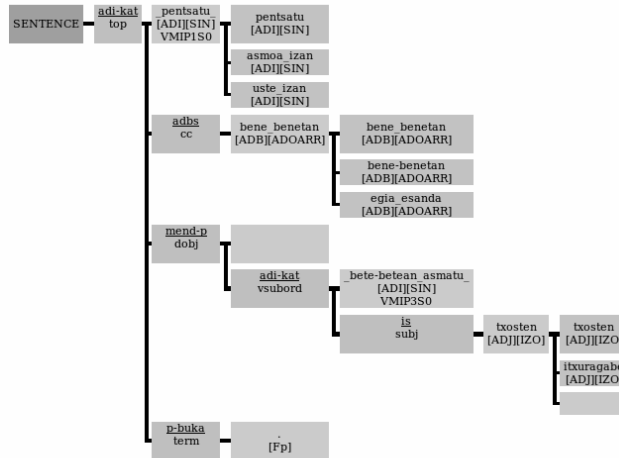 SENTENCE
adi-kat
top
_pentsatu_
[ADI][SIN]
VMIP1S0
pentsatu
[ADI][SIN]
asmoa_izan
[ADI][SIN]
uste_izan
[ADI][SIN]
adbs
cc
bene_benetan
[ADB][ADOARR]
bene_benetan
[ADB][ADOARR]
bene-benetan
[ADB][ADOARR]
egia_esanda
[ADB][ADOARR]
mend-p
dobj
adi-kat
vsubord
_bete-betean_asmatu_
[ADI][SIN]
VMIP3S0
is
subj
txosten
[ADJ][IZO]
txosten
[ADJ][IZO]
itxuragabe
[ADJ][IZO]
p-buka
term
.
[Fp]